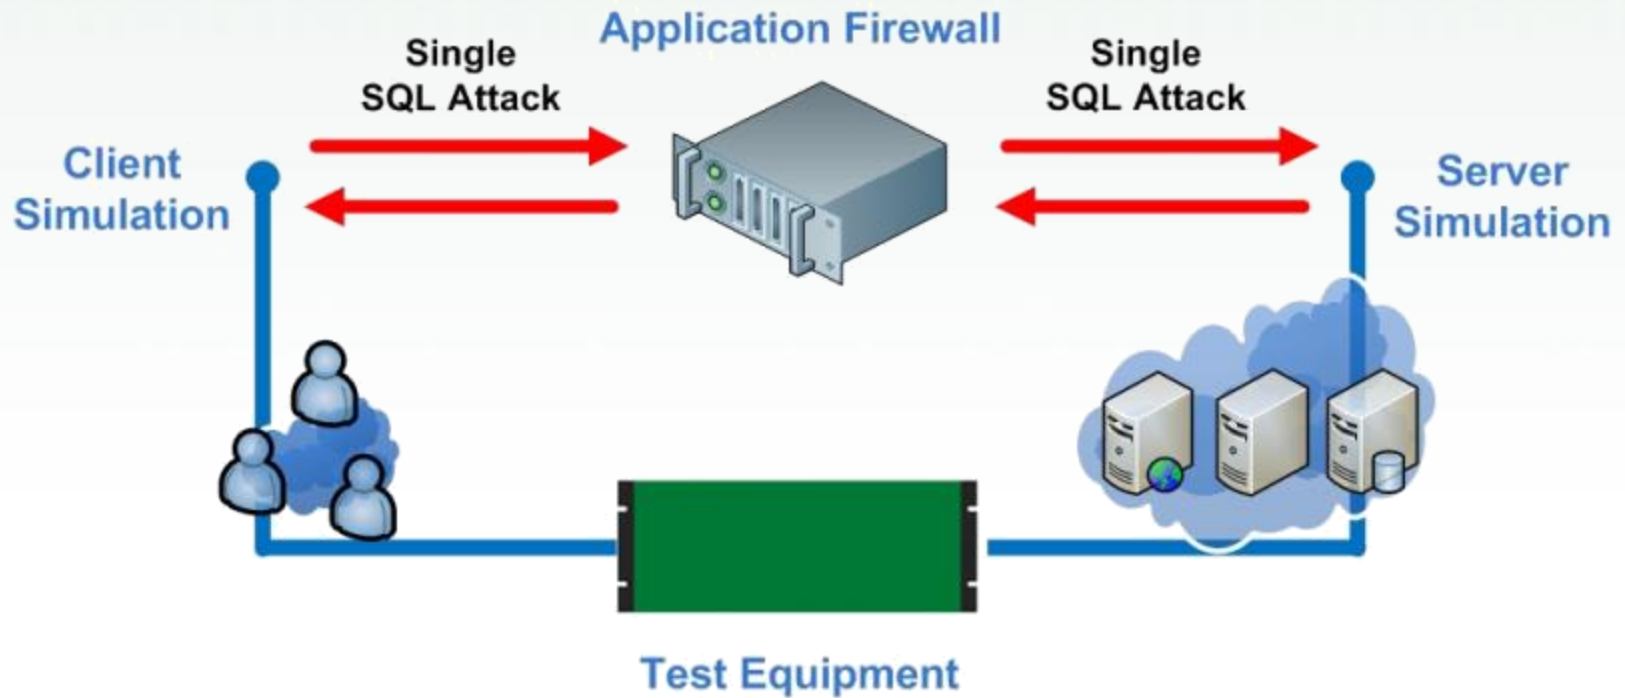 Application Firewall
Single
SQL Attack
Single
SQL Attack
Client
Simulation
Server
Simulation
Test Equipment